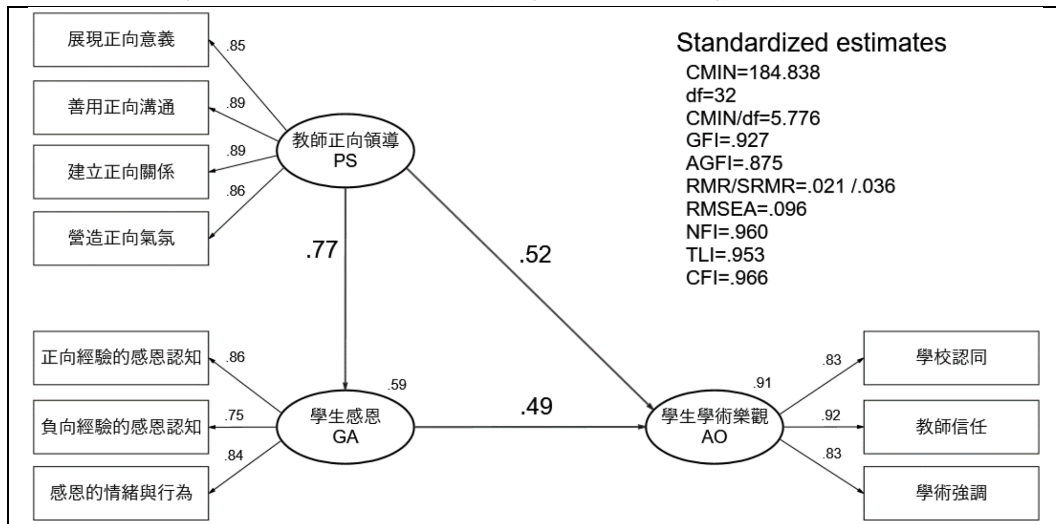 展現正向意義
善用正向溝通
建立正向關係
營造正向氣氛
.85
.89
.89
.86
教師正向領導
PS
Standardized estimates
CMIN=184.838
df=32
CMIN/df=5.776
GFI=.927
AGFI=.875
RMR/SRMR=.021 /.036
RMSEA=.096
NFI=.960
TLI=.953
CFI=.966
.77
.52
正向經驗的感恩認知
負向經驗的感恩認知
感恩的情緒與行為
.86
.75
.84
.59
學生感恩
GA
.49
.91
學生學術樂觀
AO
.83
.92
.83
學校認同
教師信任
學術強調